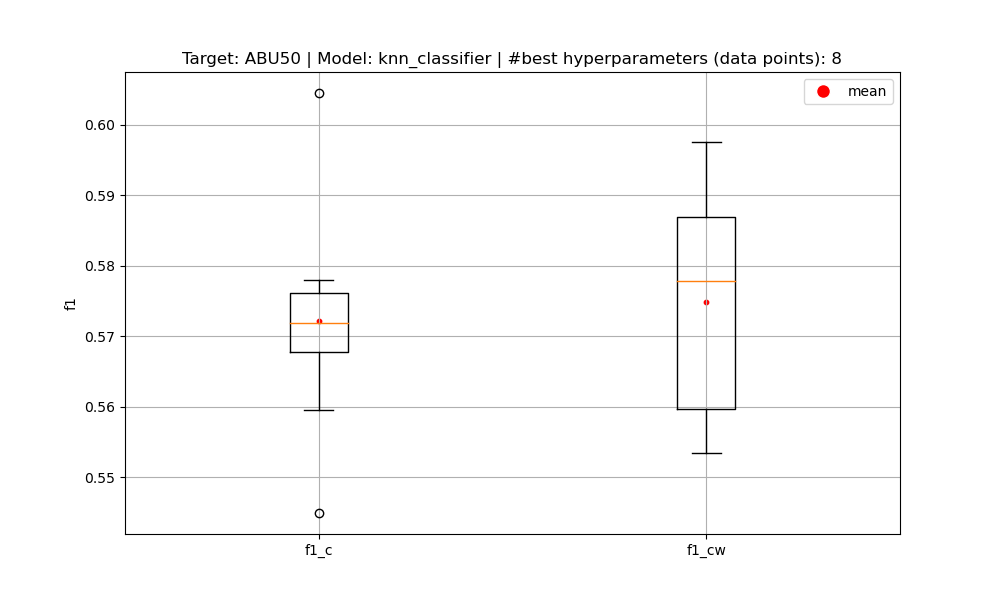 Target: ABU50 | Model: knn_classifier | #best hyperparameters (data points): 8
mean
0.60
0.59
0.58
0.57
0.56
0.55
f1
f1_c
f1_cw